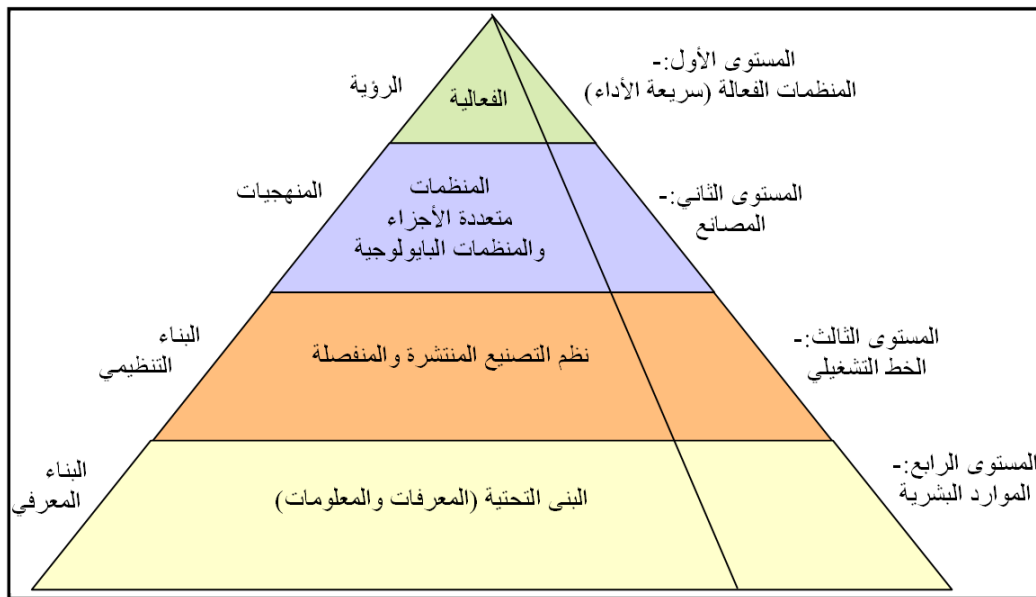 المستوى الأول:-
المنظمات الفعالة (سريعة الأداء)
الفعالية
الرؤية
المستوى الثاني:-
المصانع
المنظمات
متعددة الأجزاء
والمنظمات البايولوجية
المنهجيات
المستوى الثالث:-
الخط التشغيلي
نظم التصنيع المنتشرة والمنفصلة
البناء
التنظيمي
المستوى الرابع:-
الموارد البشرية
البنى التحتية (المعرفات والمعلومات)
البناء
المعرفي